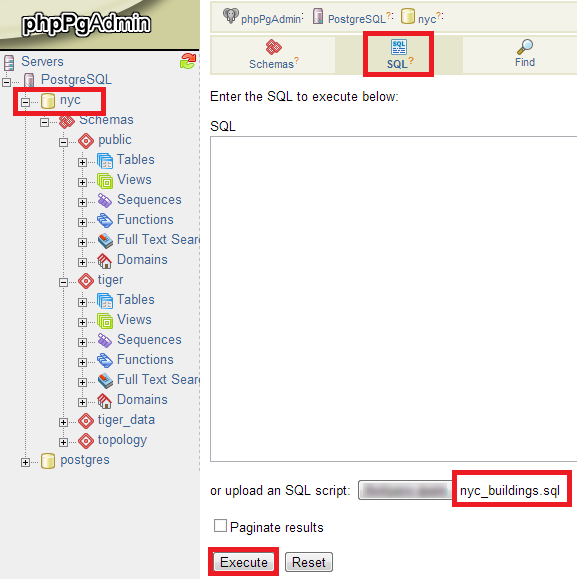 phpPgAdmin
Servers
PostgreSQL
nyc
Schemas
public
Tables
Views
Sequences
Functions
Full Text Sear
Domains
tiger
Tables
Views
Sequences
Functions
Full Text Sear
Domains
tiger_data
topology
postgres
phpPgAdmin: PostgreSQL?: nyc?:
Schemas?
SQL
SQL?
Find
Enter the SQL to execute below:
SQL
or upload an SQL script: nyc_buildings.sql
Paginate results
Execute Reset